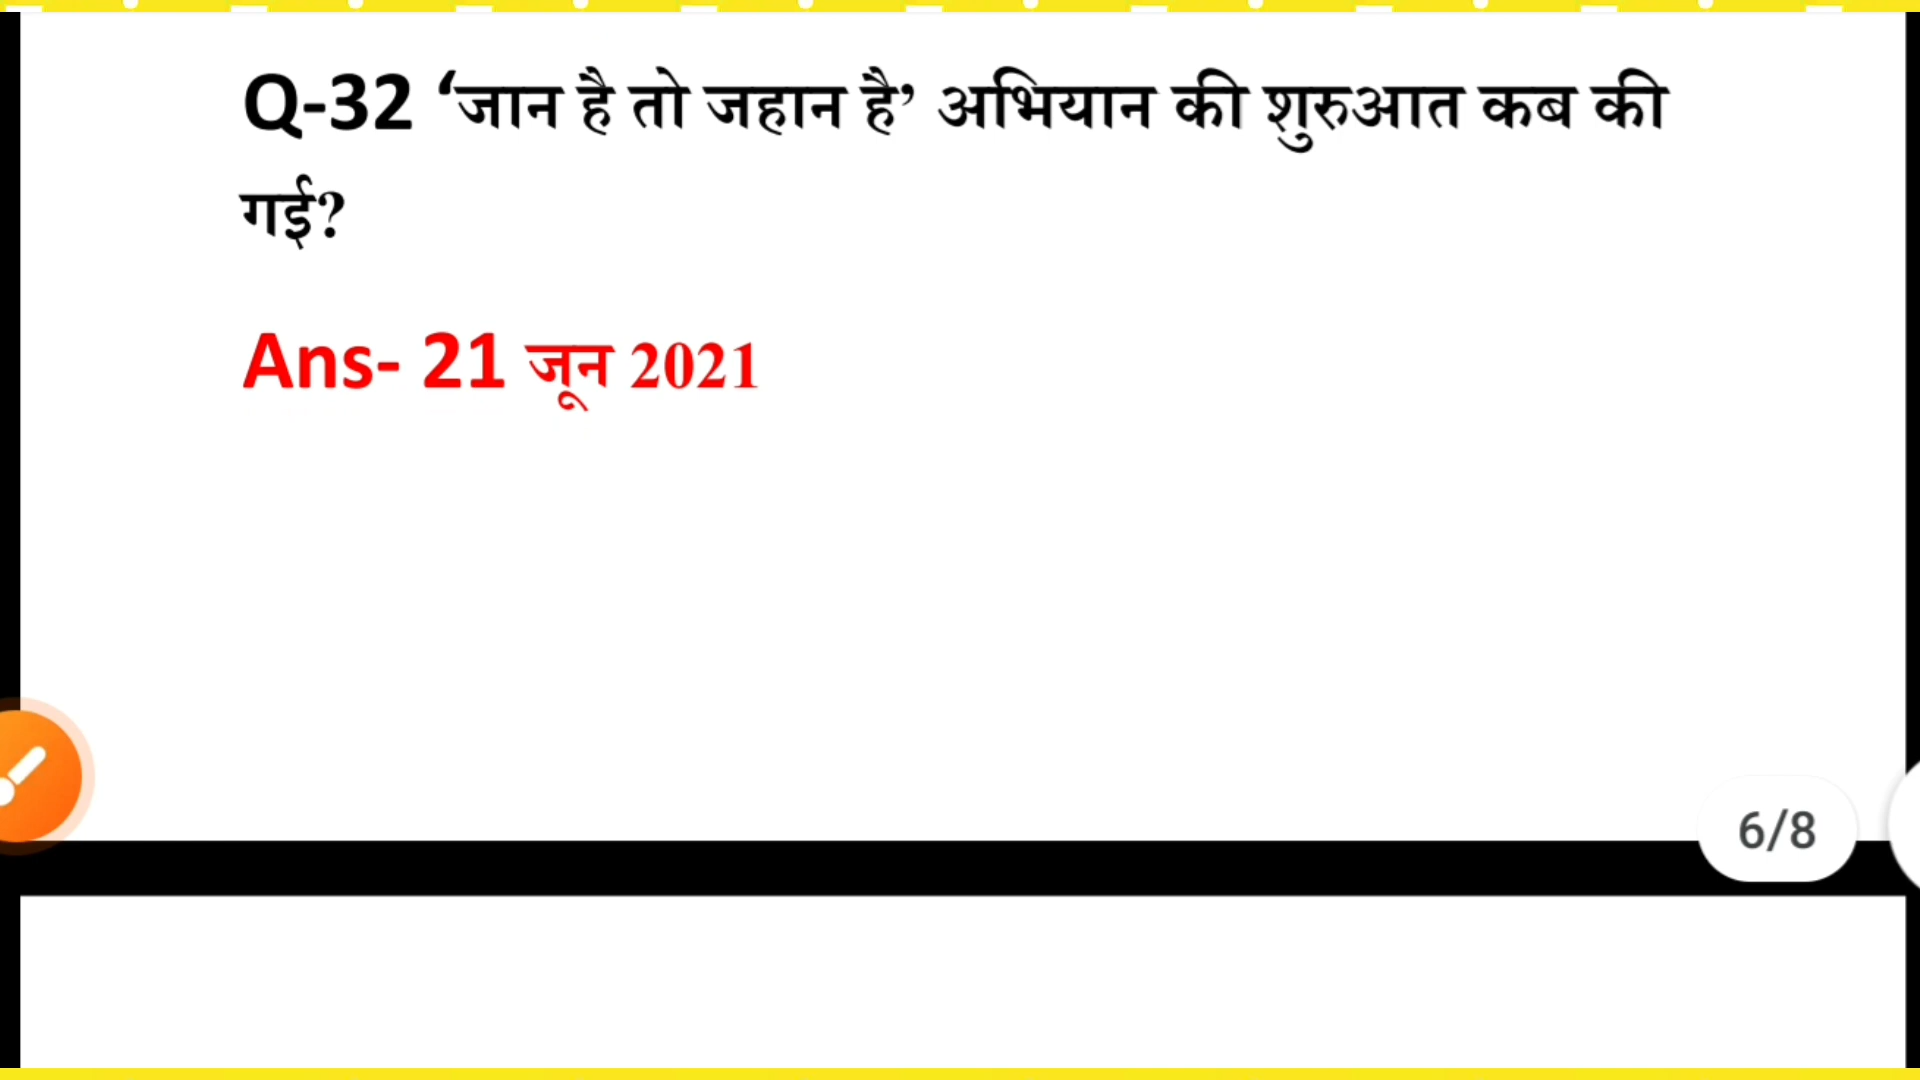 Q-32 ‘जान है तो जहान है’ अभियान की शुरुआत कब की
गई?
Ans- 21 जून 2021
6/8